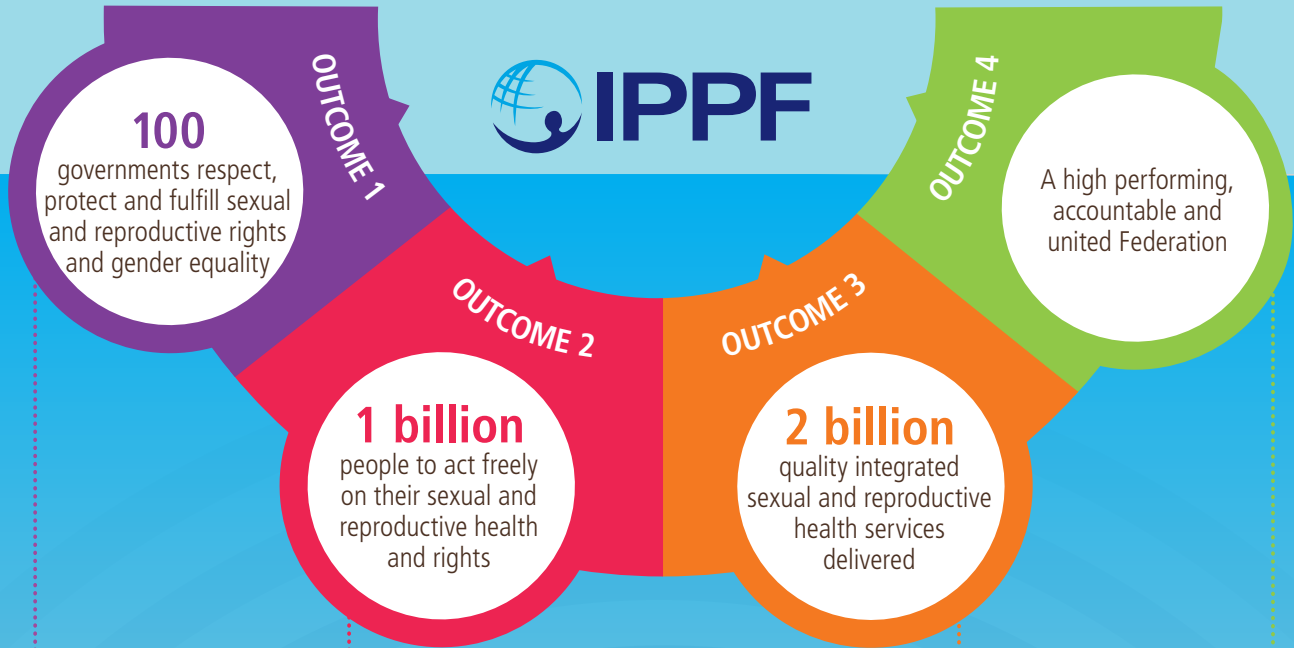 IPPF
OUTCOME 1
100
governments respect,
protect and fulfill sexual
and reproductive rights
and gender equality
OUTCOME 2
1 billion
people to act freely
on their sexual and
reproductive health
and rights
OUTCOME 3
2 billion
quality integrated
sexual and reproductive
health services
delivered
OUTCOME 4
A high performing,
accountable and
united Federation